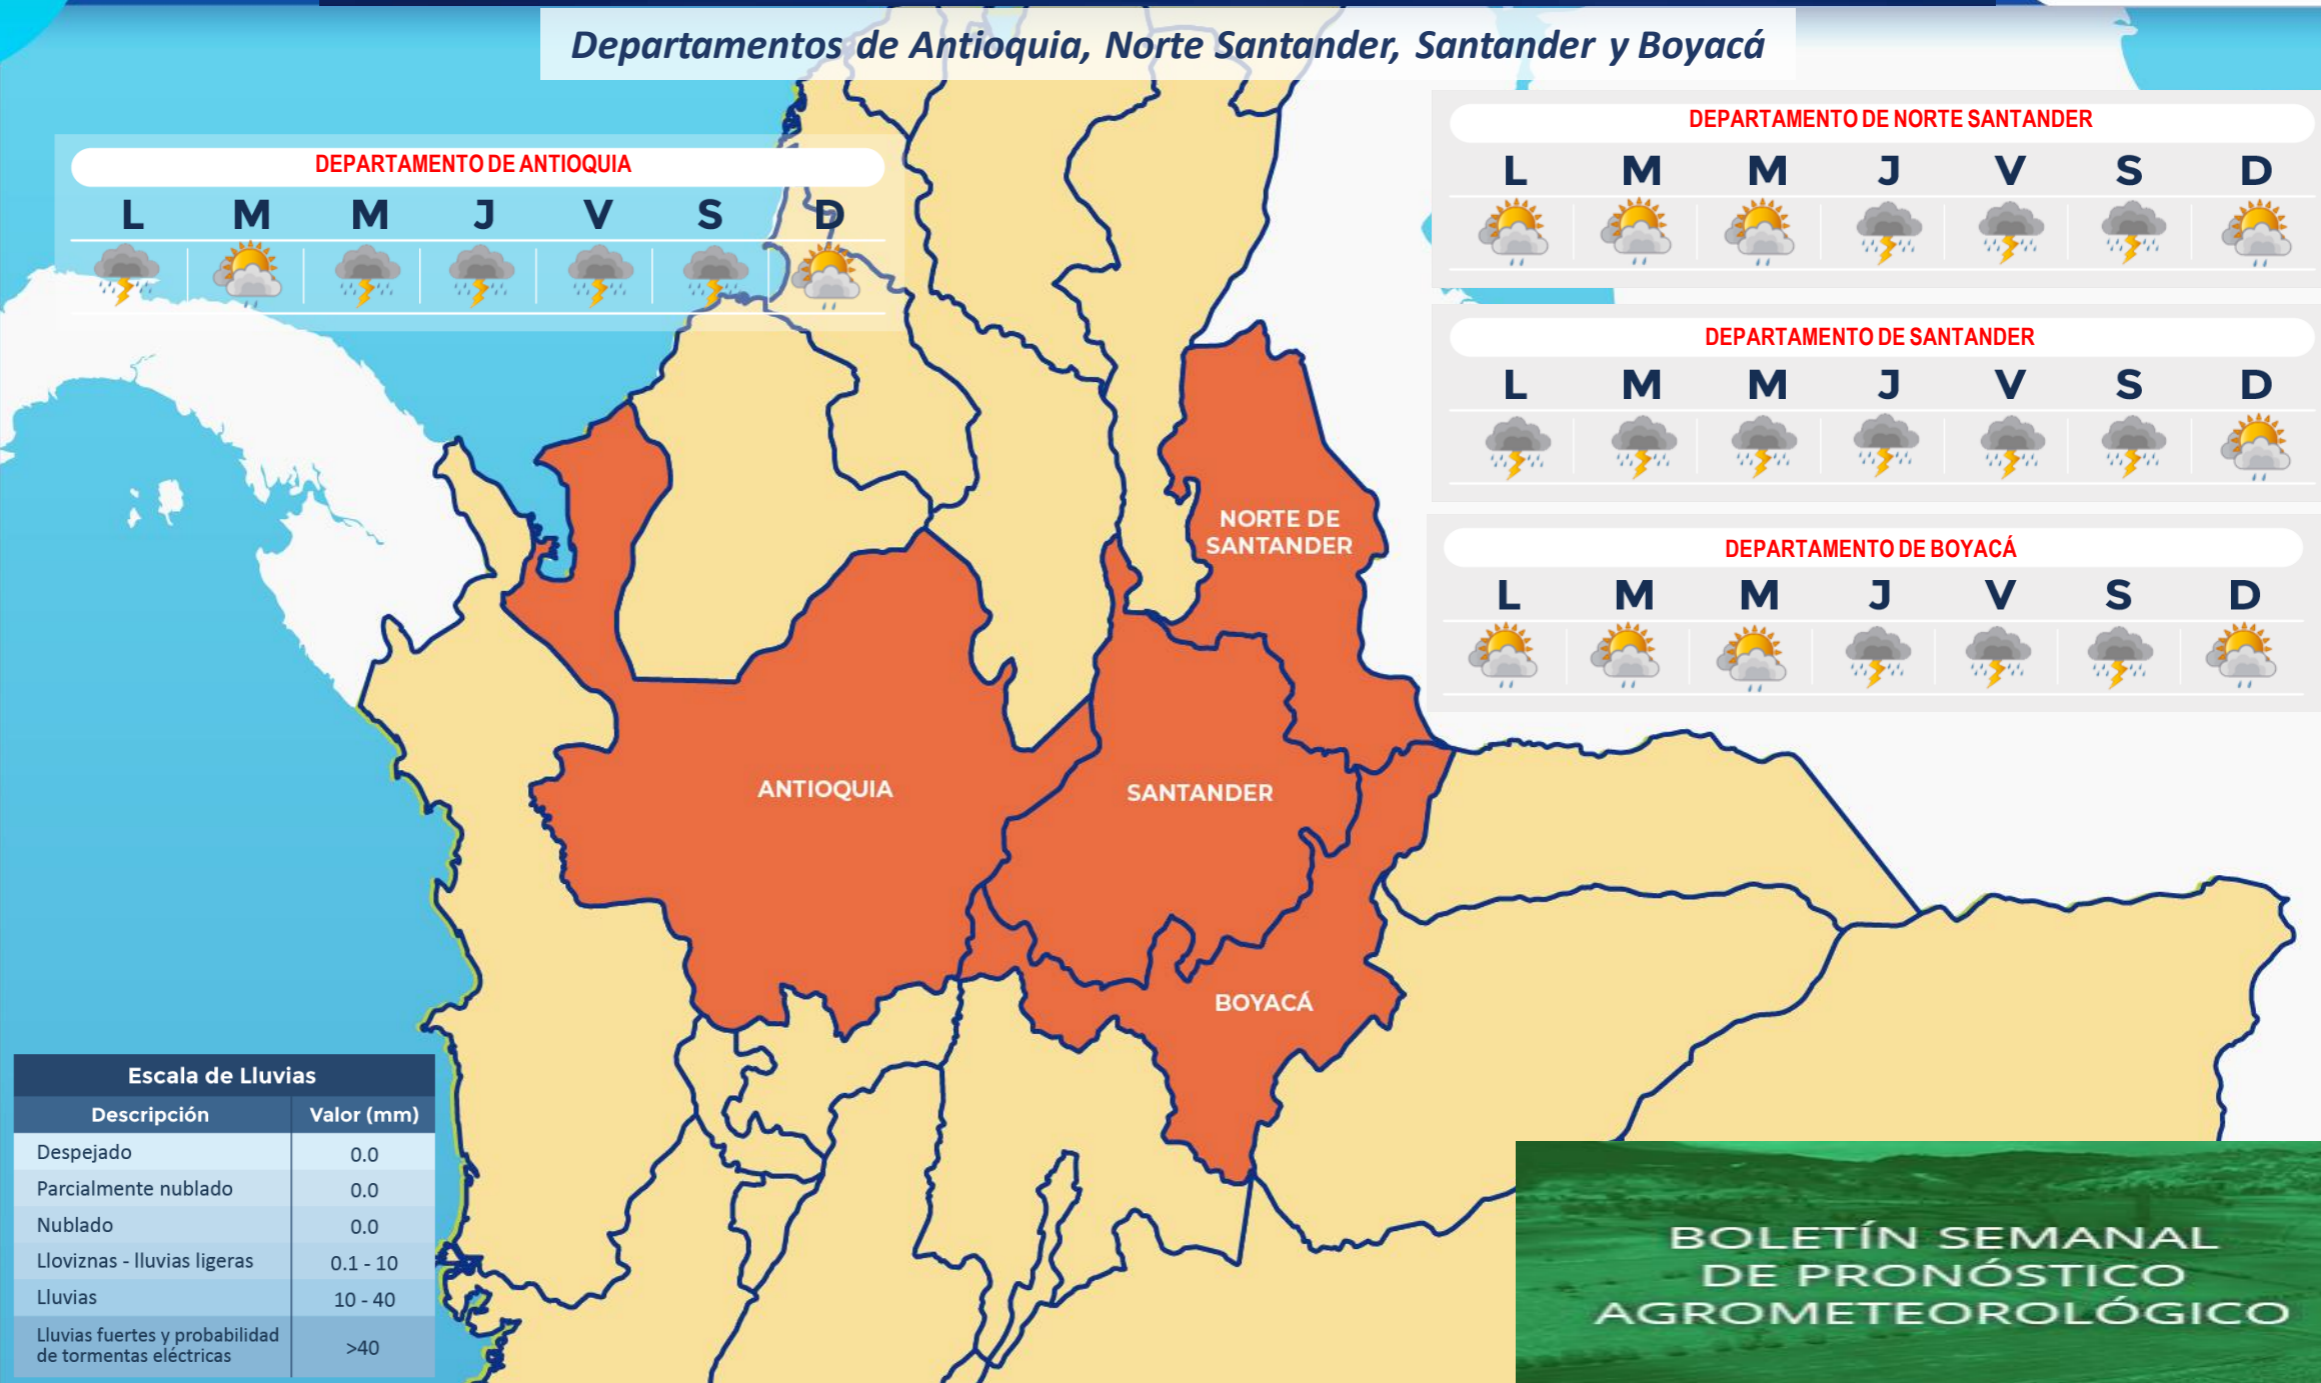 Departamentos de Antioquia, Norte Santander, Santander y Boyacá
DEPARTAMENTO DE ANTIOQUIA
L M M J V S D
DEPARTAMENTO DE NORTE SANTANDER
L M M J V S D
DEPARTAMENTO DE SANTANDER
L M M J V S D
DEPARTAMENTO DE BOYACÁ
L M M J V S D
NORTE DE
SANTANDER
ANTIOQUIA
SANTANDER
BOYACÁ
Escala de Lluvias
Descripción Valor (mm)
Despejado 0.0
Parcialmente nublado 0.0
Nublado 0.0
Lloviznas - lluvias ligeras 0.1 - 10
Lluvias 10 - 40
Lluvias fuertes y probabilidad
de tormentas eléctricas >40
BOLETÍN SEMANAL
DE PRONÓSTICO
AGROMETEOROLÓGICO